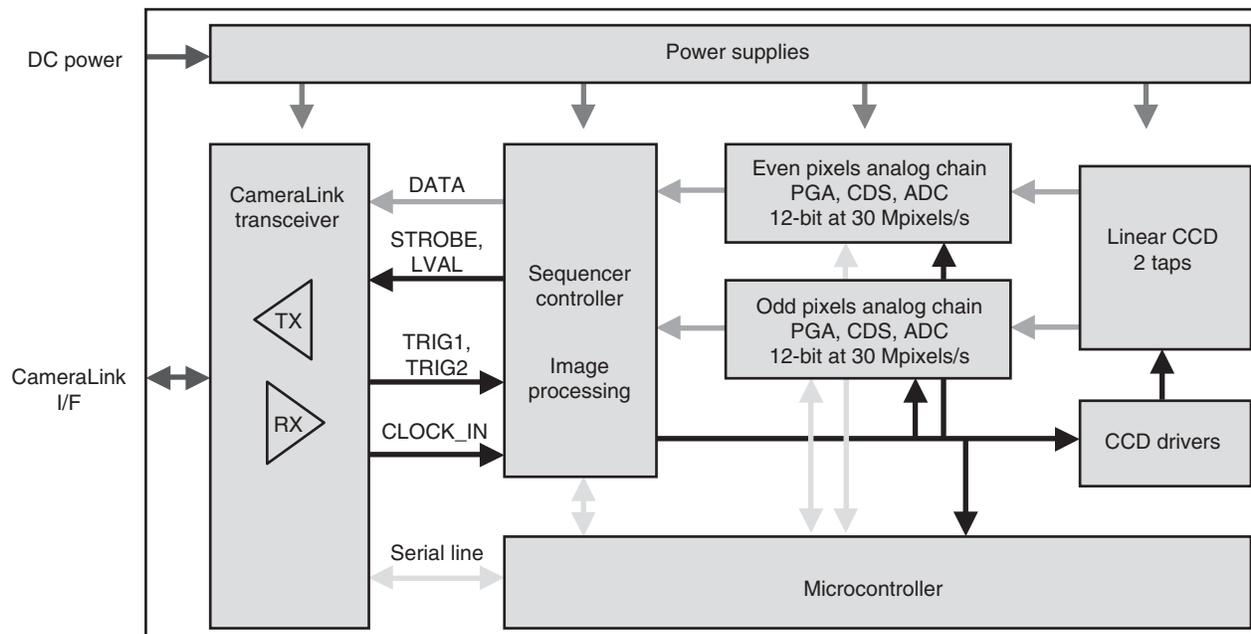 DC power
Power supplies
CameraLink
transceiver
DATA
STROBE,
LVAL
TRIG1,
TRIG2
CLOCK_IN
TX
RX
CameraLink
I/F
Sequencer
controller
Image
processing
Even pixels analog chain
PGA, CDS, ADC
12-bit at 30 Mpixels/s
Odd pixels analog chain
PGA, CDS, ADC
12-bit at 30 Mpixels/s
Linear CCD
2 taps
CCD drivers
Serial line
Microcontroller